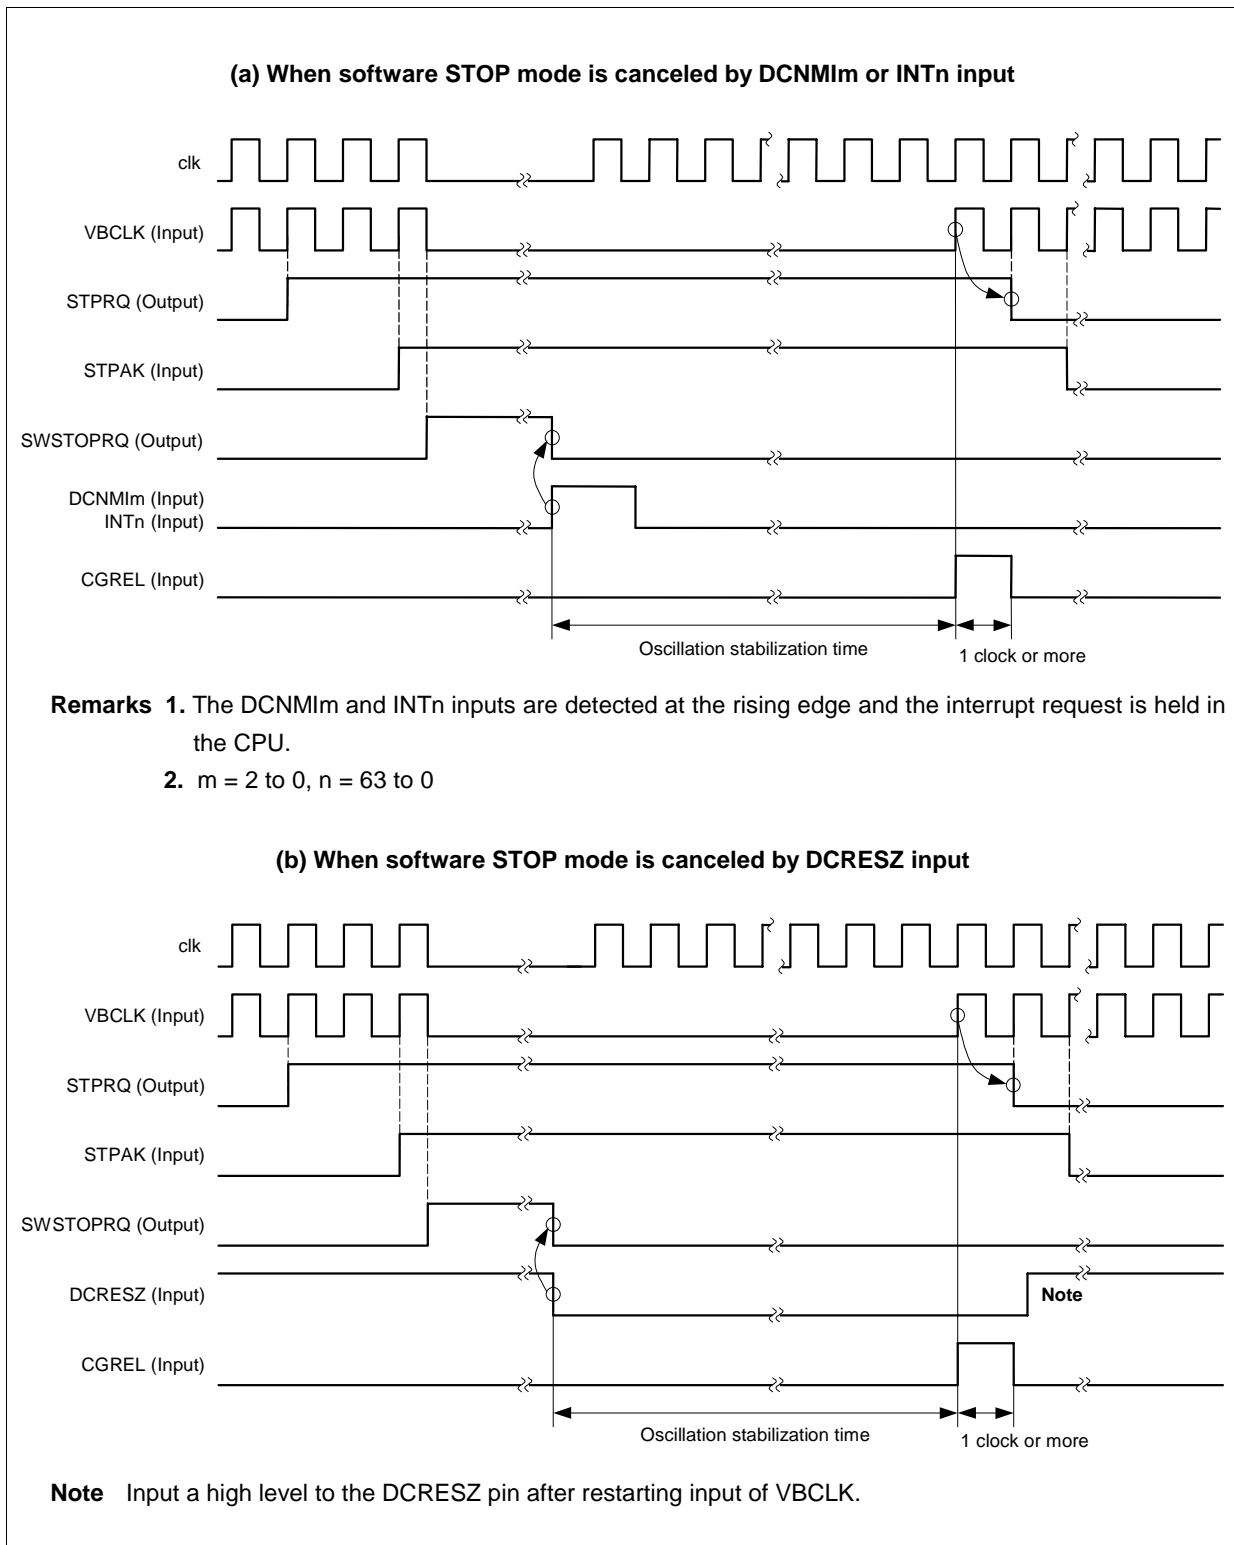 (a) When software STOP mode is canceled by DCNMIm or INTn input
clk
VBCLK (Input)
STPRQ (Output)
STPAK (Input)
SWSTOPRQ (Output)
DCNMIm (Input)
INTn (Input)
CGREL (Input)
Oscillation stabilization time
1 clock or more
Remarks 1. The DCNMIm and INTn inputs are detected at the rising edge and the interrupt request is held in
the CPU.
2. m = 2 to 0, n = 63 to 0
(b) When software STOP mode is canceled by DCRESZ input
clk
VBCLK (Input)
STPRQ (Output)
STPAK (Input)
SWSTOPRQ (Output)
DCRESZ (Input)
Note
CGREL (Input)
Oscillation stabilization time
1 clock or more
Note Input a high level to the DCRESZ pin after restarting input of VBCLK.